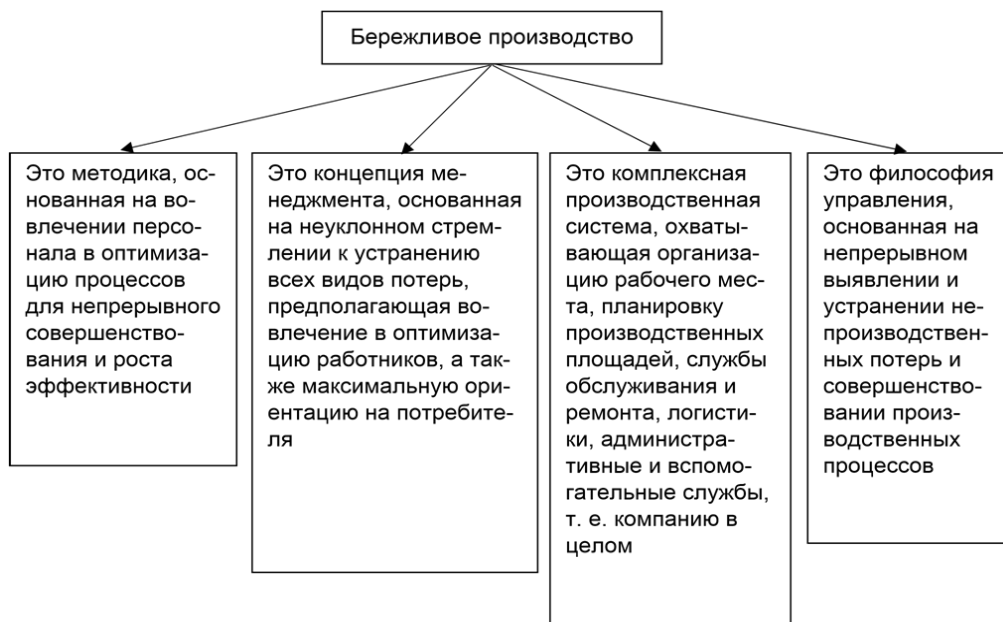 Бережливое производство
Это методика, ос-
нованная на во-
влечении персо-
нала в оптимиза-
цию процессов
для непрерывного
совершенство-
вания и роста
эффективности
Это концепция ме-
неджмента, основанная
на неуклонном стрем-
лении к устранению
всех видов потерь,
предполагающая во-
влечение в оптимиза-
цию работников, а так-
же максимальную ори-
ентацию на потребите-
ля
Это комплексная
производственная
система, охваты-
вающая организа-
цию рабочего мес-
та, планировку
производственных
площадей, службы
обслуживания и
ремонта, логисти-
ки, административ-
тивные и вспомо-
гательные службы,
т. е. компанию в
целом
Это философия
управления,
основанная на
непрерывном
выявлении и
устранении не-
производствен-
ных потерь и
совершенство-
вании произ-
водственных
процессов